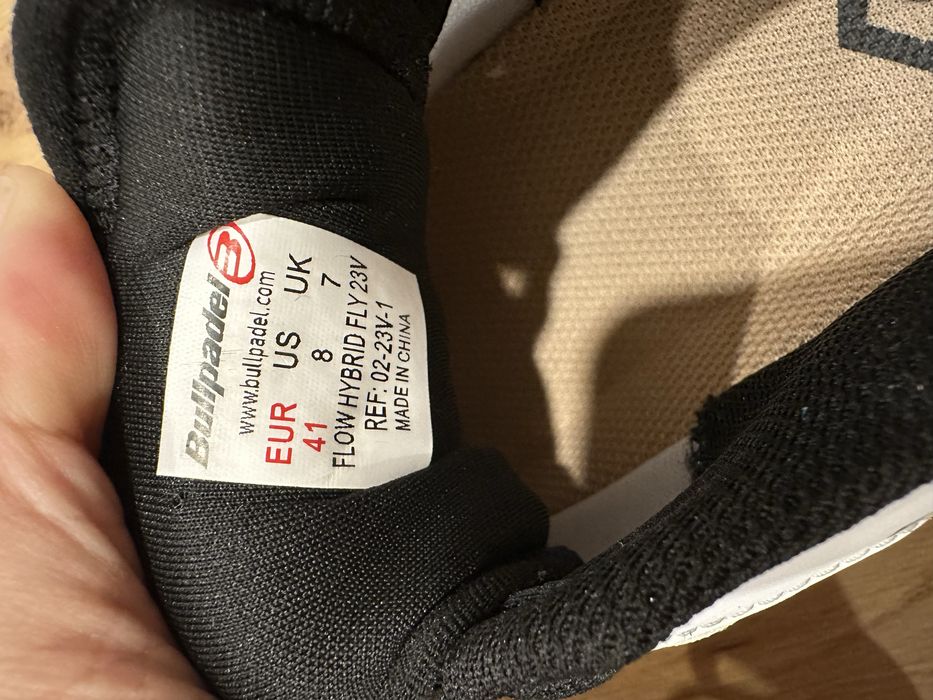 Bullpadel
www.bullpadel.com
EUR US UK
41 8 7
FLOW HYBRID FLY 23V
REF: 02-23V-1
MADE IN CHINA